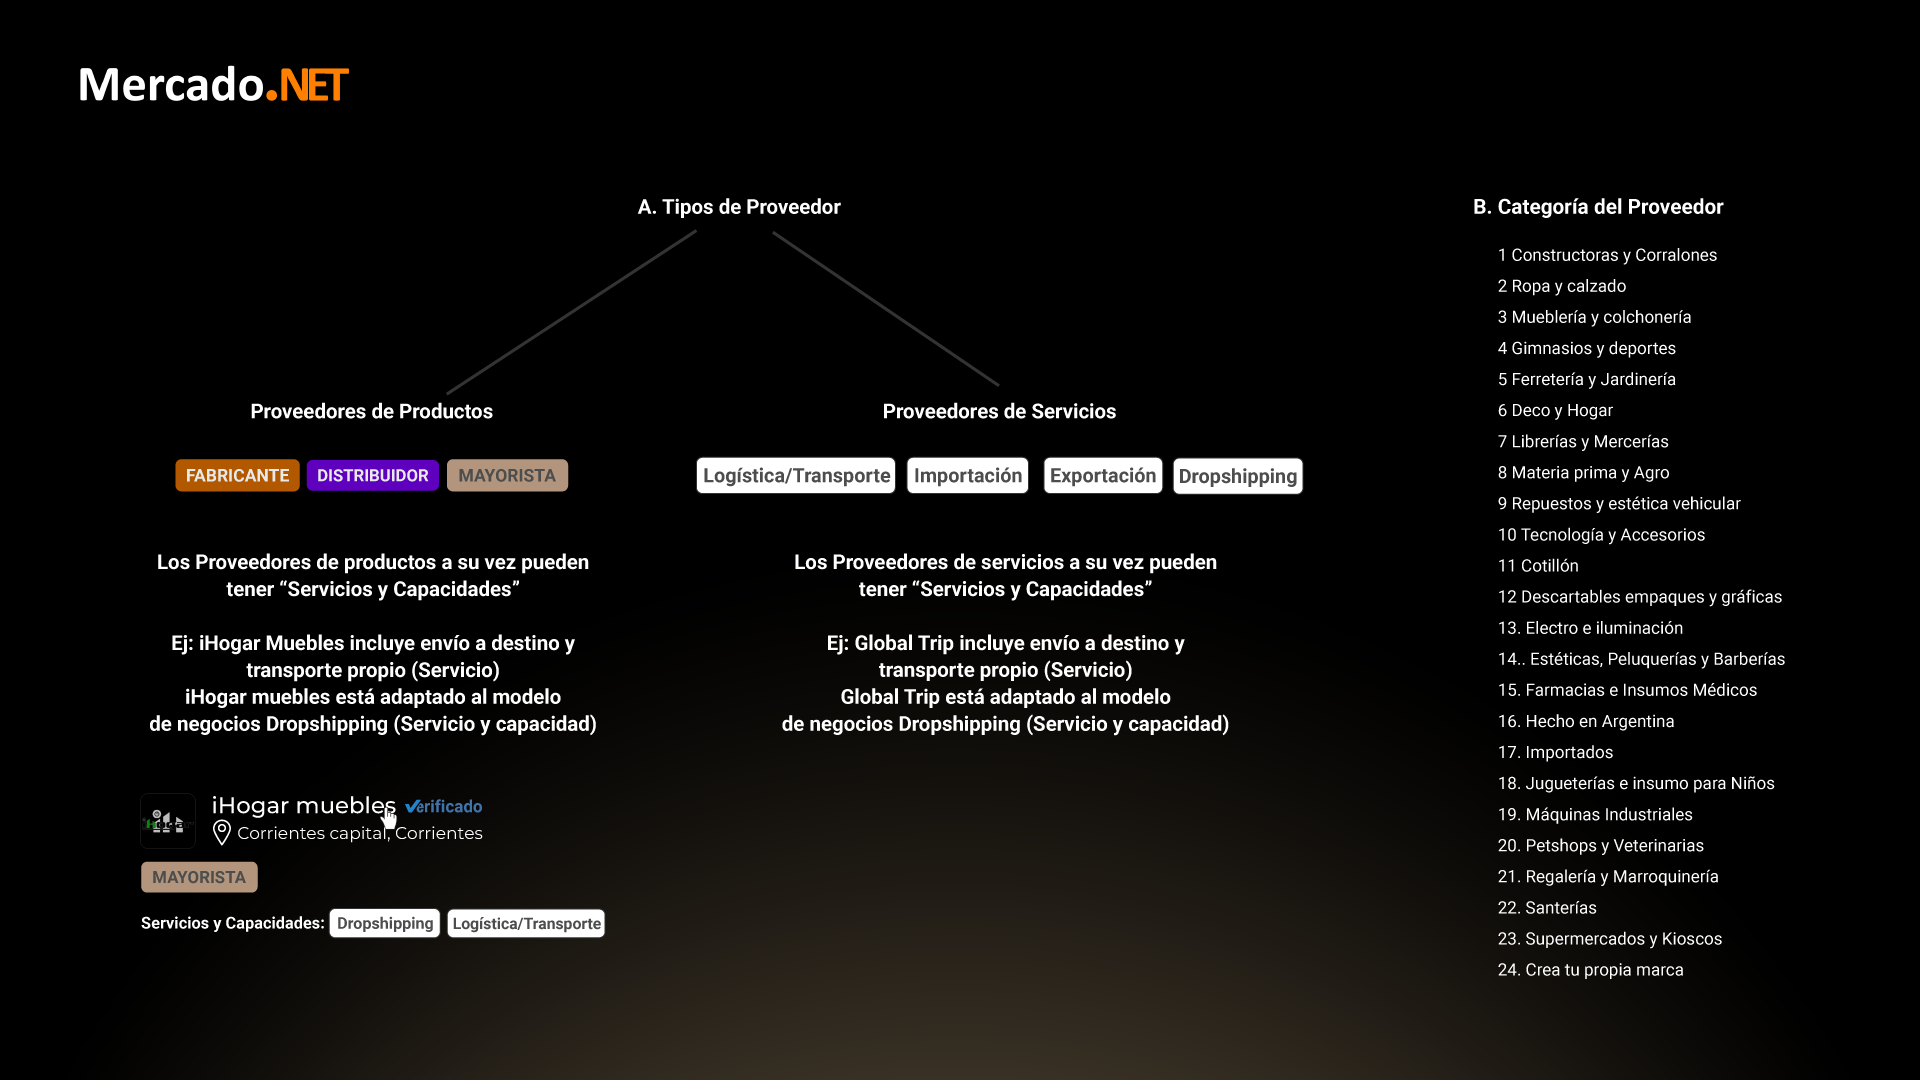 Mercado.NET
A. Tipos de Proveedor
Proveedores de Productos
FABRICANTE DISTRIBUIDOR MAYORISTA
Los Proveedores de productos a su vez pueden
tener “Servicios y Capacidades”
Ej: iHogar Muebles incluye envío a destino y
transporte propio (Servicio)
iHogar muebles está adaptado al modelo
de negocios Dropshipping (Servicio y capacidad)
iHogar
iHogar muebles Verificado
Corrientes capital, Corrientes
MAYORISTA
Servicios y Capacidades: Dropshipping Logística/Transporte
Proveedores de Servicios
Logística/Transporte Importación Exportación Dropshipping
Los Proveedores de servicios a su vez pueden
tener “Servicios y Capacidades”
Ej: Global Trip incluye envío a destino y
transporte propio (Servicio)
Global Trip está adaptado al modelo
de negocios Dropshipping (Servicio y capacidad)
B. Categoría del Proveedor
1 Constructoras y Corralones
2 Ropa y calzado
3 Mueblería y colchonería
4 Gimnasios y deportes
5 Ferretería y Jardinería
6 Deco y Hogar
7 Librerías y Mercerías
8 Materia prima y Agro
9 Repuestos y estética vehicular
10 Tecnología y Accesorios
11 Cotillón
12 Descartables empaques y gráficas
13. Electro e iluminación
14.. Estéticas, Peluquerías y Barberías
15. Farmacias e Insumos Médicos
16. Hecho en Argentina
17. Importados
18. Jugueterías e insumo para Niños
19. Máquinas Industriales
20. Petshops y Veterinarias
21. Regalería y Marroquinería
22. Santerías
23. Supermercados y Kioscos
24. Crea tu propia marca